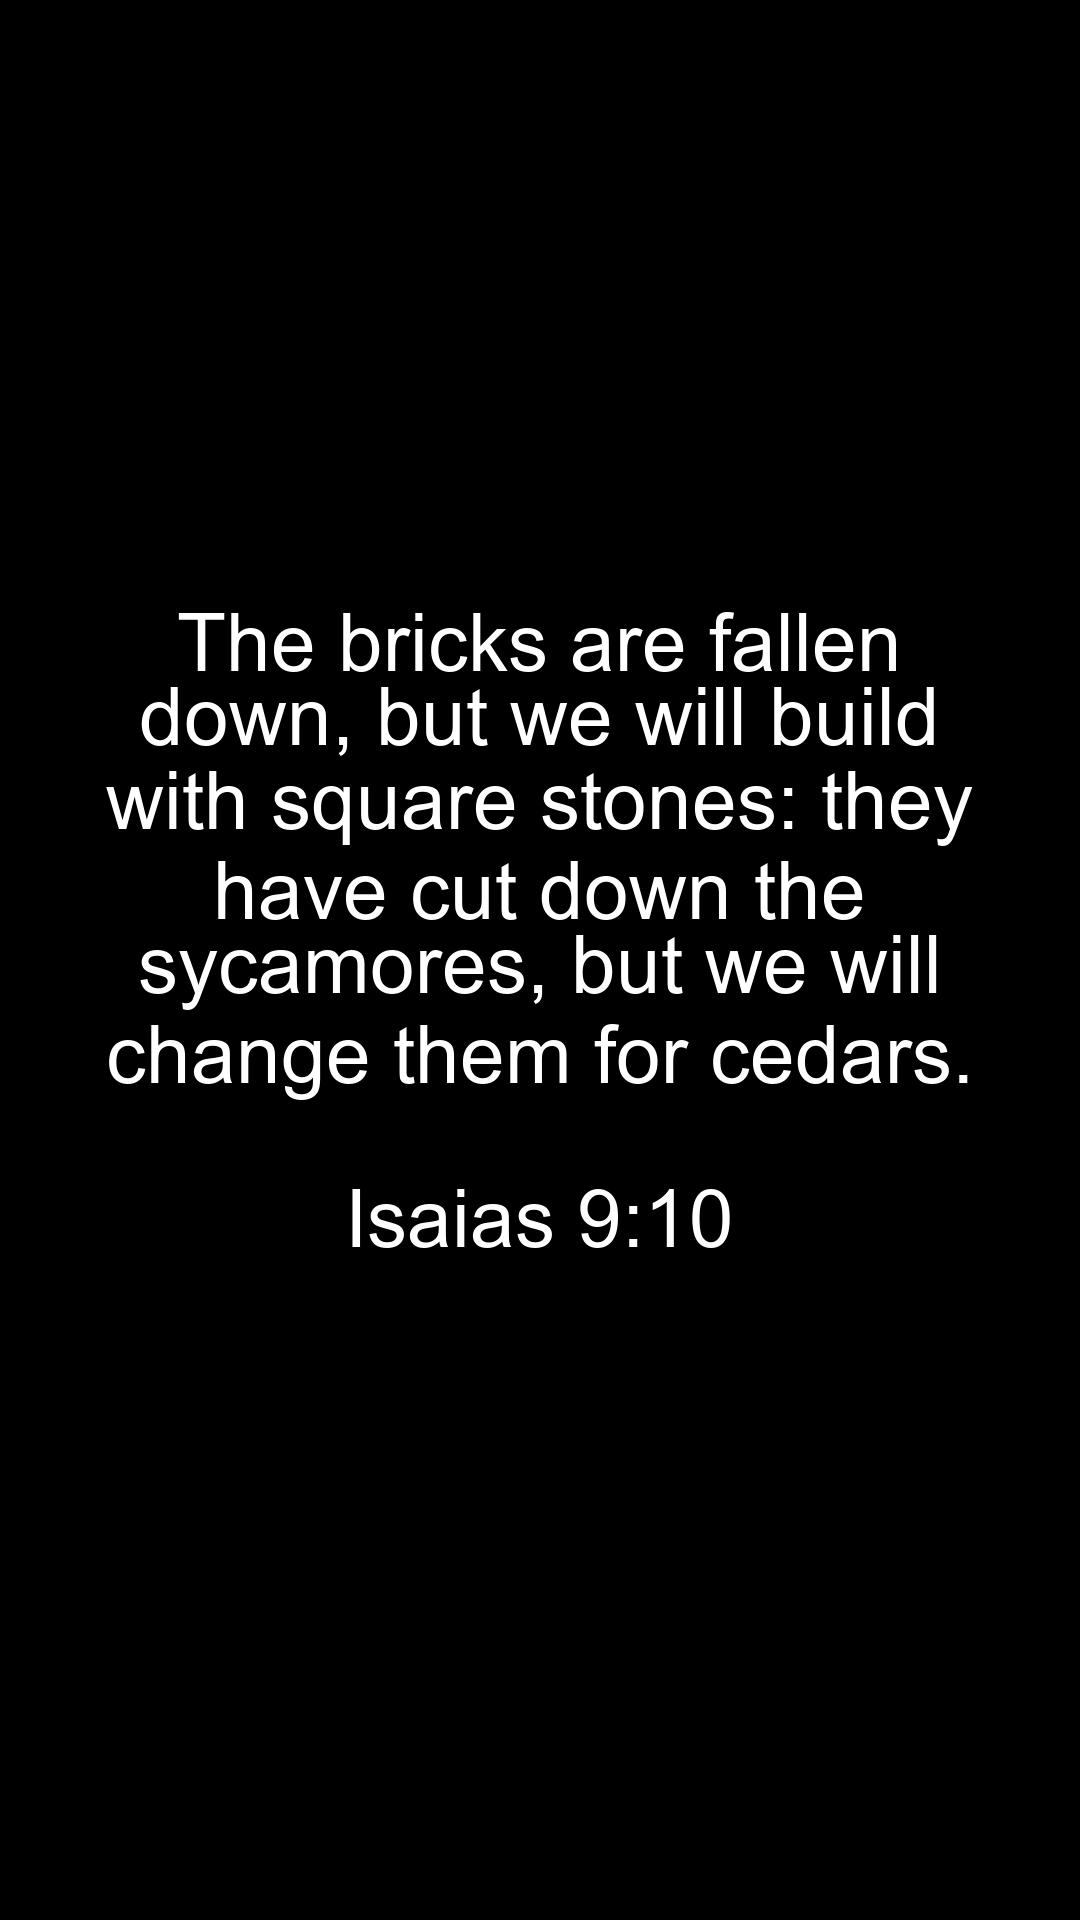 The bricks are fallen
down, but we will build
with square stones: they
have cut down the
sycamores, but we will
change them for cedars.
Isaias 9:10